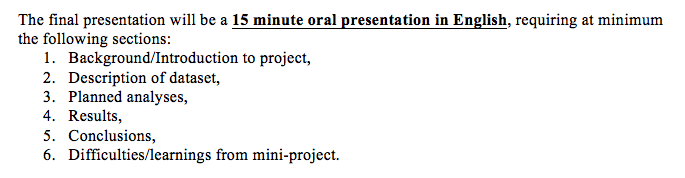 The final presentation will be a 15 minute oral presentation in English, requiring at minimum
the following sections:
1. Background/Introduction to project,
2. Description of dataset,
3. Planned analyses,
4. Results,
5. Conclusions,
6. Difficulties/learnings from mini-project.